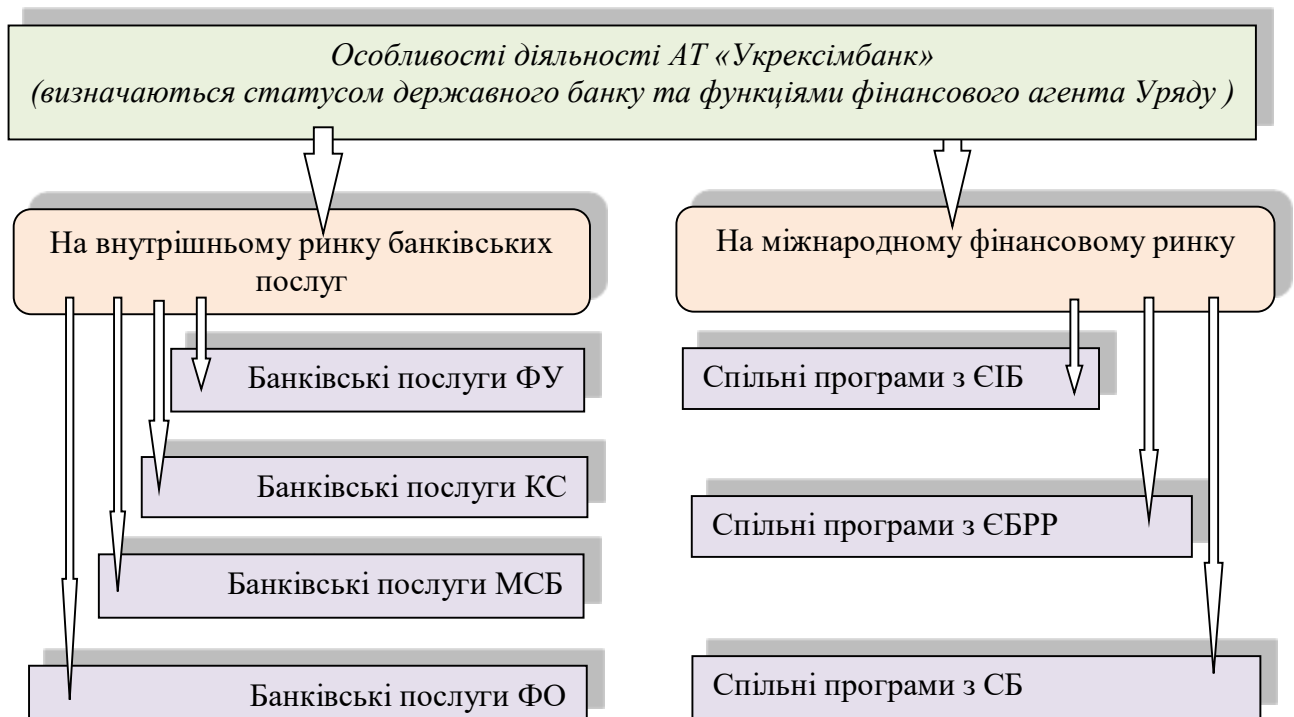 Особливості діяльності АТ «Укрексімбанк»
(визначаються статусом державного банку та функціями фінансового агента Уряду )
На внутрішньому ринку банківських
послуг
Банківські послуги ФУ
Банківські послуги КС
Банківські послуги МСБ
Банківські послуги ФО
На міжнародному фінансовому ринку
Спільні програми з ЄІБ
Спільні програми з ЄБРР
Спільні програми з СБ